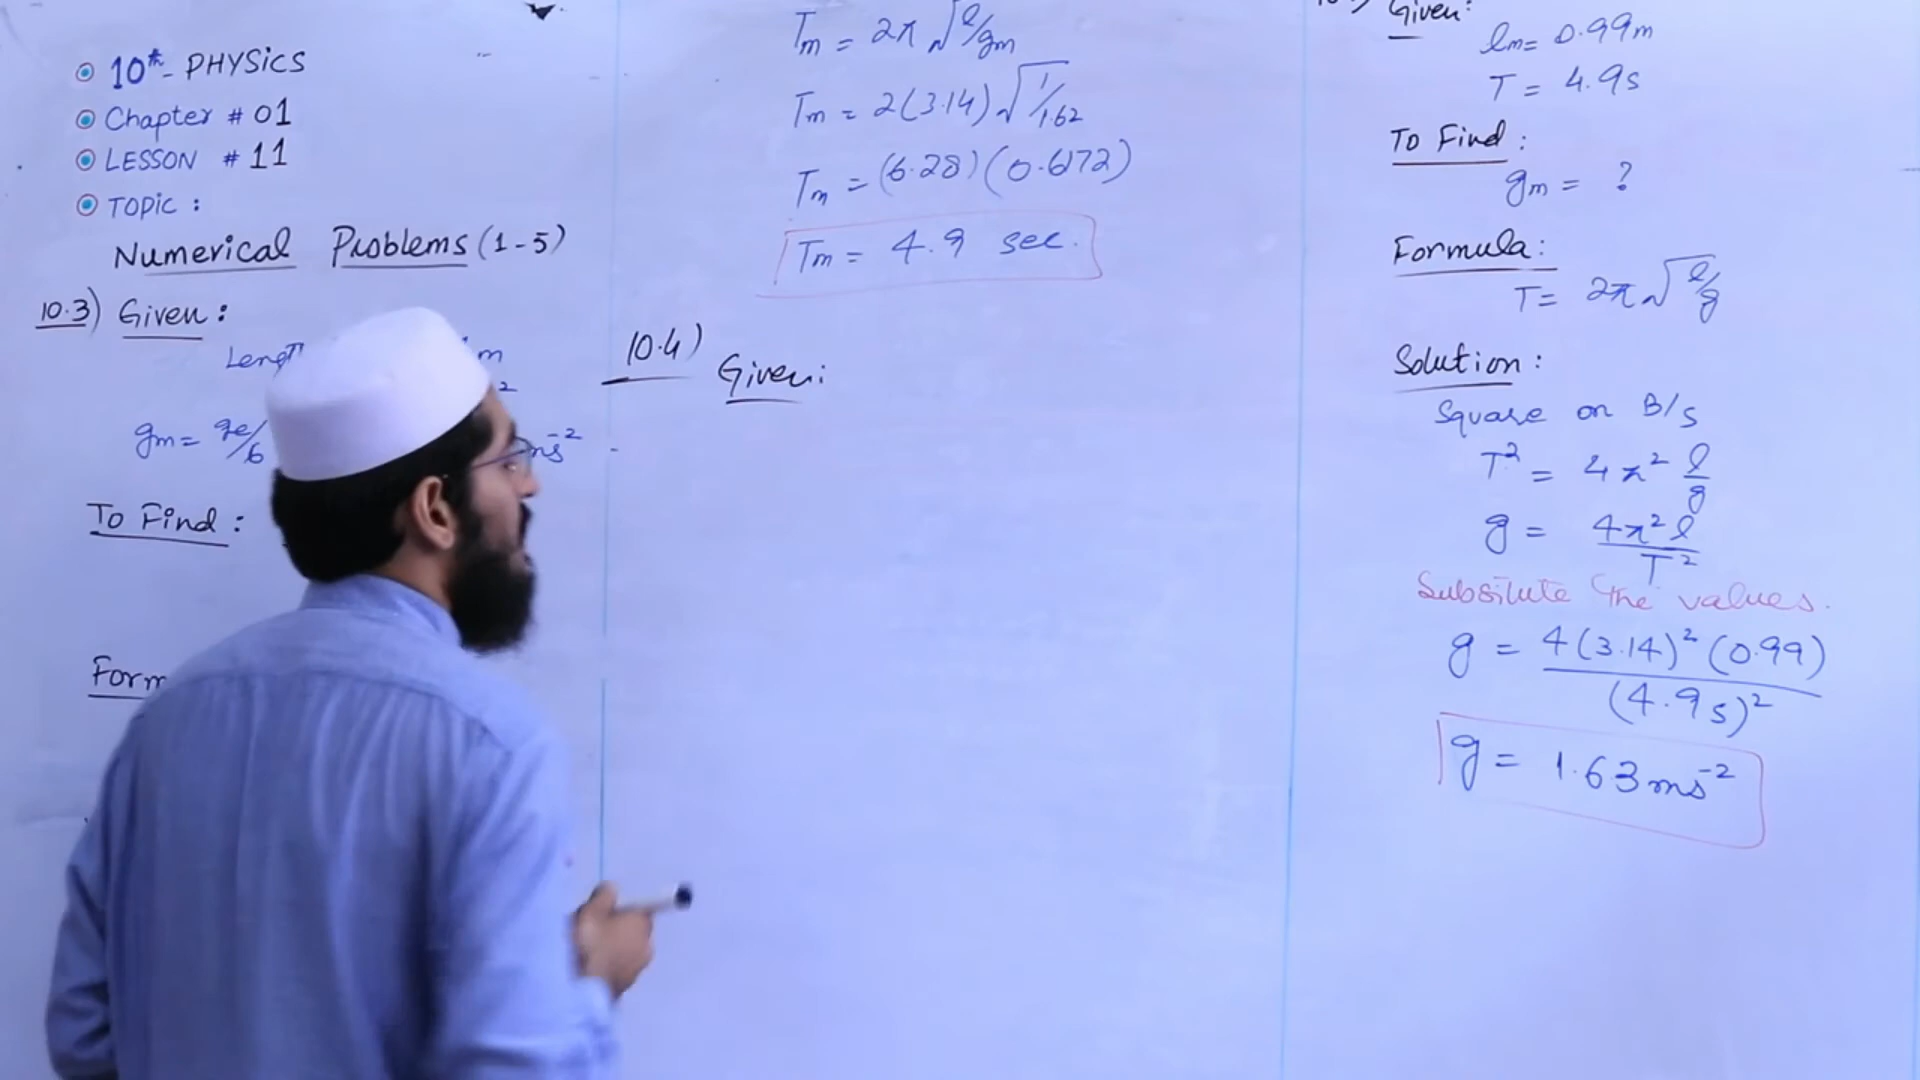 10th - PHYSICS
Chapter # 01
LESSON # 11
TOPIC :
Numerical Problems (1-5)
10.3) Given :
m
gm = ge/6
ms⁻²
To Find :
Tm = 2π √l/gm
Tm = 2(3.14) √1/1.62
Tm = (6.28)(0.6172)
Tm = 4.9 sec.
10.4) Given:
Given:
lm = 0.99m
T = 4.9s
To Find :
gm = ?
Formula:
T = 2π √l/g
Solution :
Square on B/s
T² = 4π² l/g
g = 4π²l/T²
Subsitute the values.
g = 4(3.14)²(0.99)/(4.9s)²
g = 1.63ms⁻²